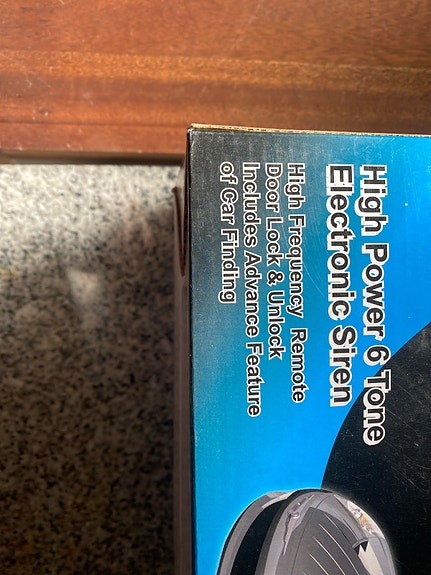 High Power 6 Tone
Electronic Siren
High Frequency Remote
Door Lock & Unlock
Includes Advance Feature
of Car Finding